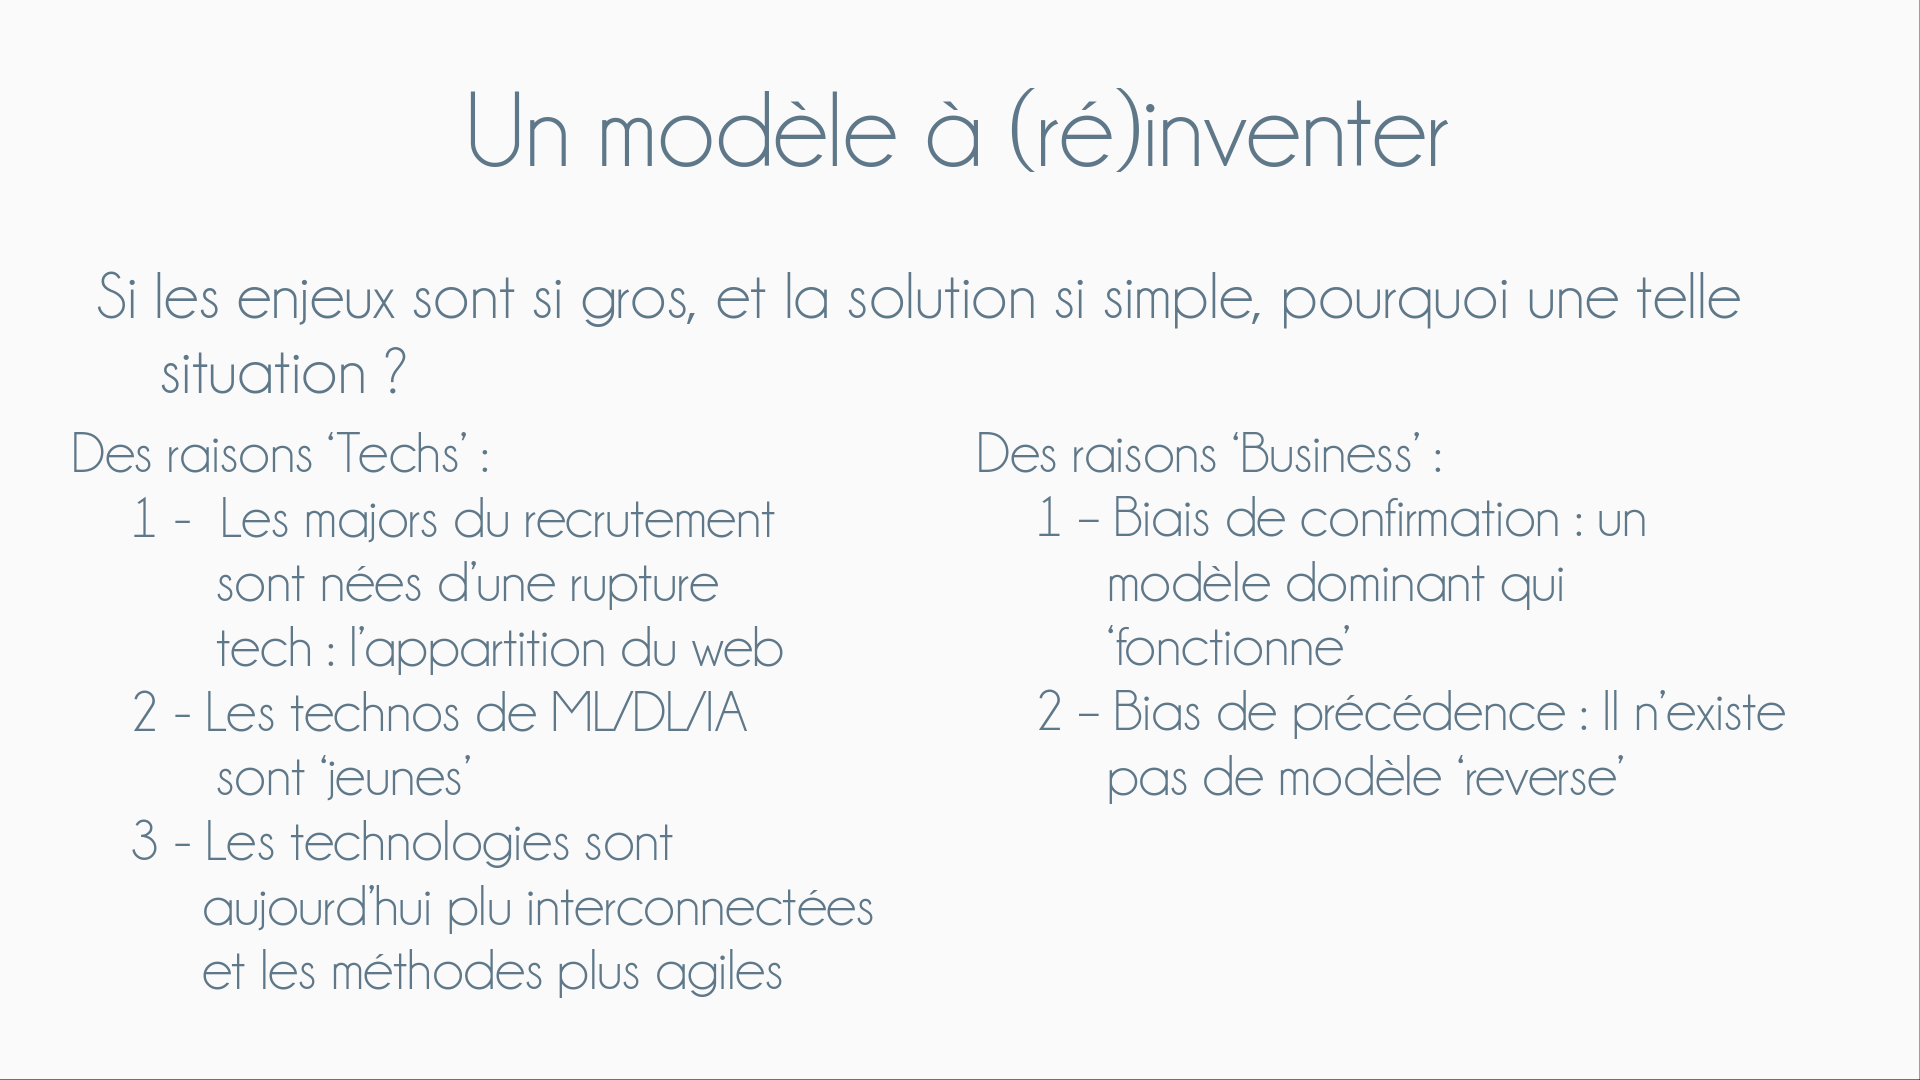 Un modèle à (ré)inventer
Si les enjeux sont si gros, et la solution si simple, pourquoi une telle
situation ?
Des raisons ‘Techs’ :
1 -  Les majors du recrutement
sont nées d’une rupture
tech : l’appartition du web
2 - Les technos de ML/DL/IA
sont ‘jeunes’
3 - Les technologies sont
aujourd’hui plu interconnectées
et les méthodes plus agiles
Des raisons ‘Business’ :
1 – Biais de confirmation : un
modèle dominant qui
‘fonctionne’
2 – Bias de précédence : Il n’existe
pas de modèle ‘reverse’